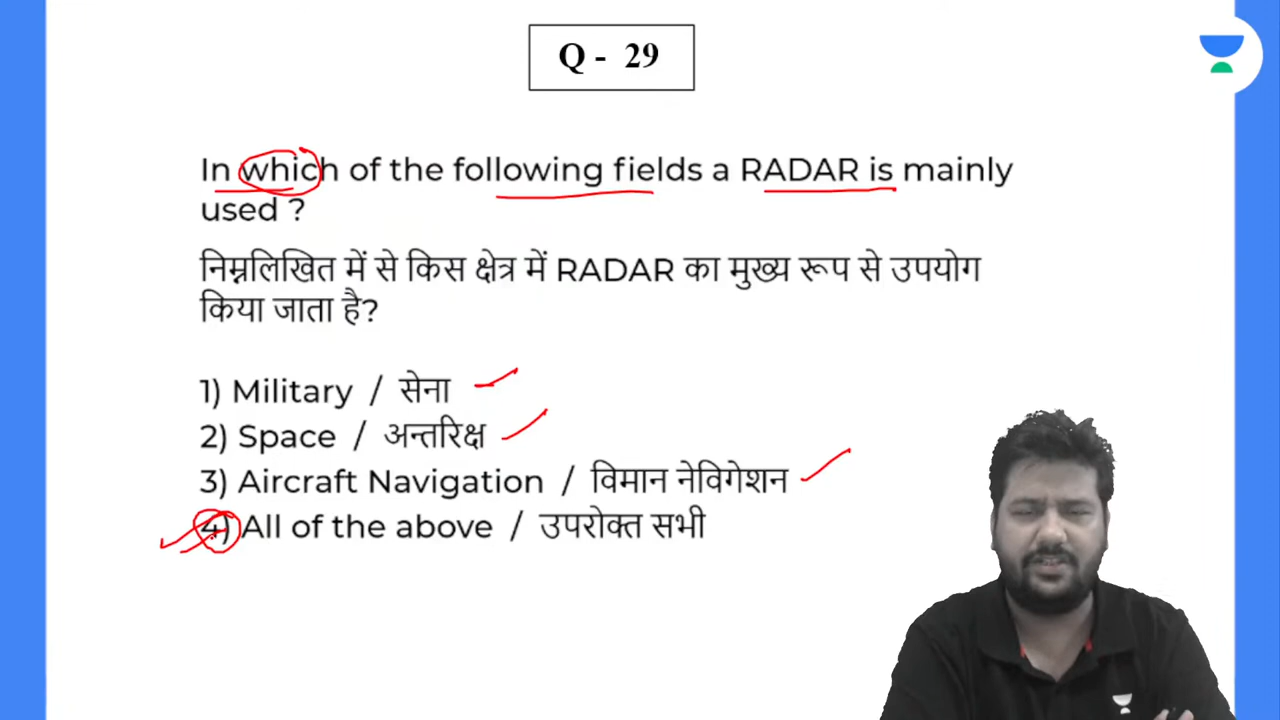 Q - 29
In which of the following fields a RADAR is mainly
used ?
निम्नलिखित में से किस क्षेत्र में RADAR का मुख्य रूप से उपयोग
किया जाता है?
1) Military / सेना
2) Space / अन्तरिक्ष
3) Aircraft Navigation / विमान नेविगेशन
4) All of the above / उपरोक्त सभी